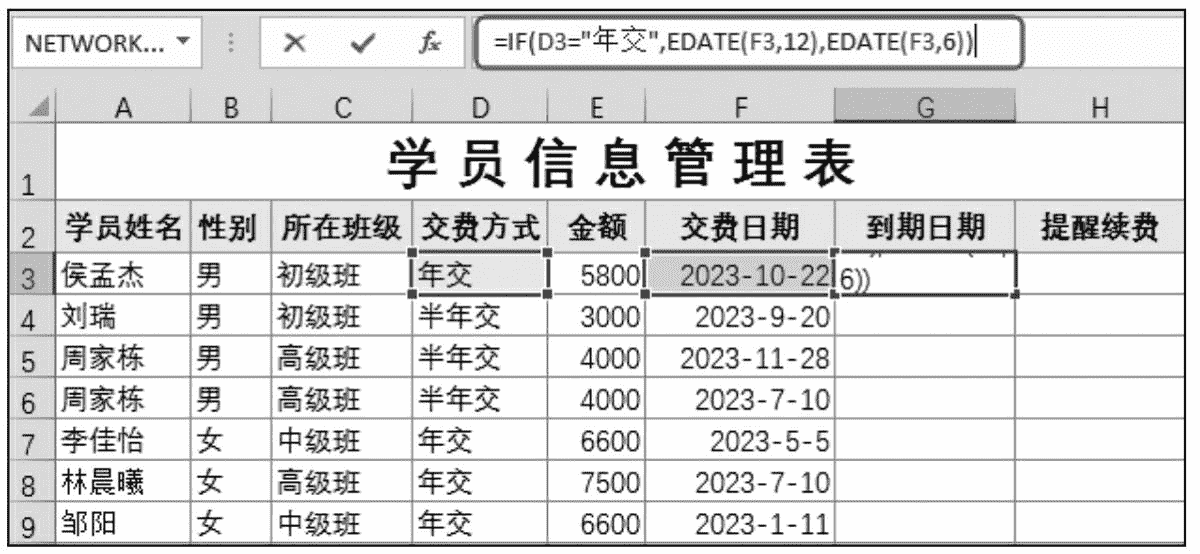 NETWORK... =IF(D3="年交",EDATE(F3,12),EDATE(F3,6))
A B C D E F G H
1 学员信息管理表
2 学员姓名 性别 所在班级 交费方式 金额 交费日期 到期日期 提醒续费
3 侯孟杰 男 初级班 年交 5800 2023-10-22 6))
4 刘瑞 男 初级班 半年交 3000 2023-9-20
5 周家栋 男 高级班 半年交 4000 2023-11-28
6 周家栋 男 高级班 半年交 4000 2023-7-10
7 李佳怡 女 中级班 年交 6600 2023-5-5
8 林晨曦 女 高级班 年交 7500 2023-7-10
9 邹阳 女 中级班 年交 6600 2023-1-11